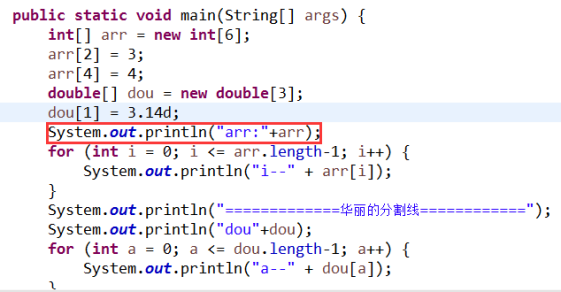 public static void main(String[] args) {
int[] arr = new int[6];
arr[2] = 3;
arr[4] = 4;
double[] dou = new double[3];
dou[1] = 3.14d;
System.out.println("arr:"+arr);
for (int i = 0; i <= arr.length-1; i++) {
System.out.println("i--" + arr[i]);
}
System.out.println("=============华丽的分割线============");
System.out.println("dou"+dou);
for (int a = 0; a <= dou.length-1; a++) {
System.out.println("a--" + dou[a]);
}